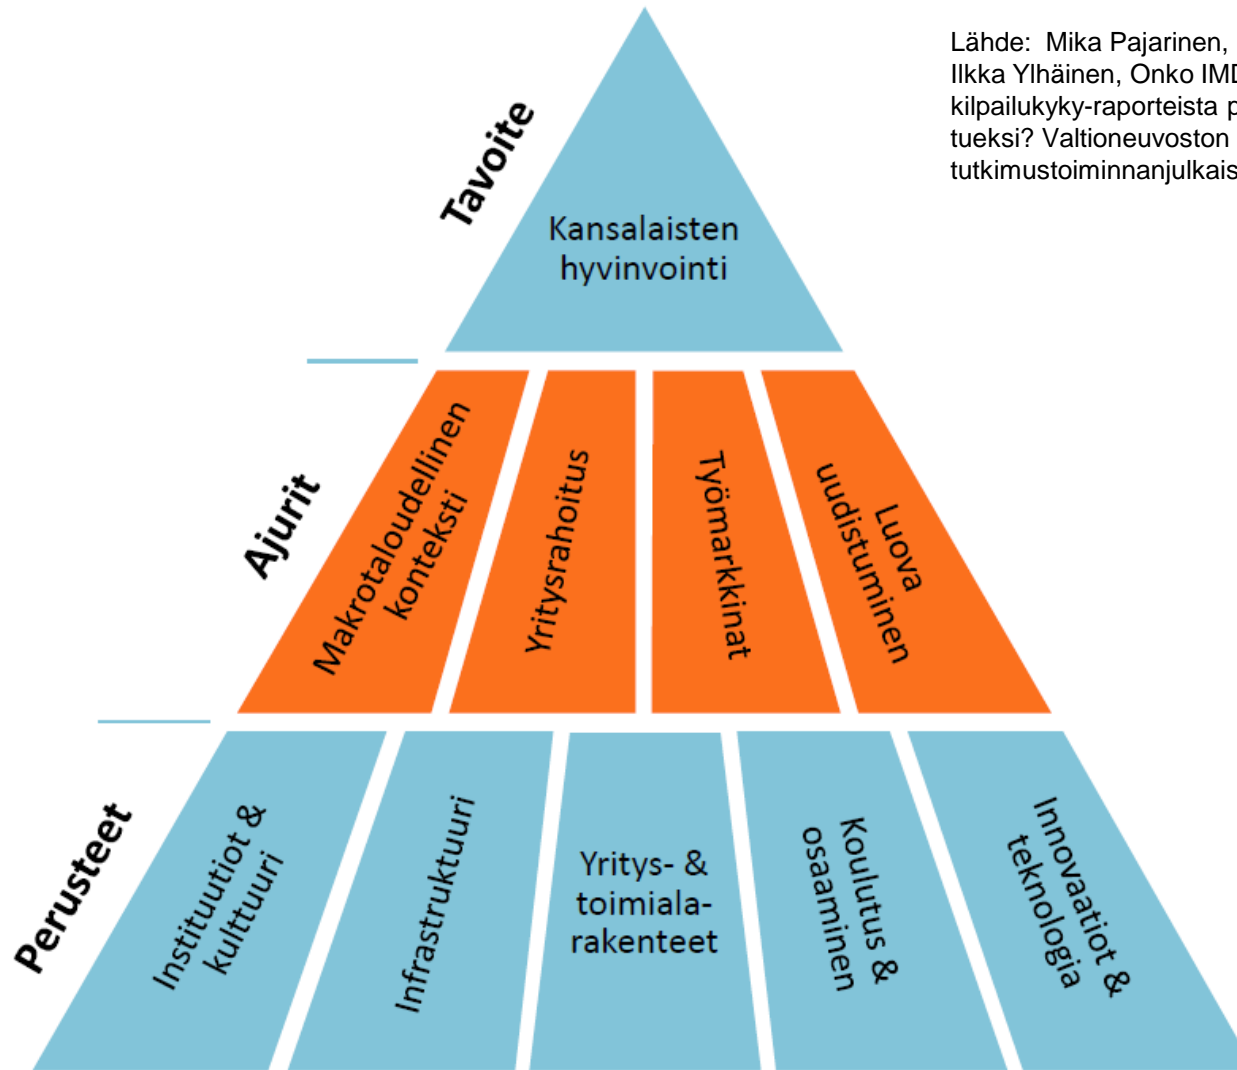 Lähde: Mika Pajarinen,
Ilkka Ylhäinen, Onko
kilpailukyky-raporteista
tueksi? Valtioneuvoston
Tavoite
Kansalaisten
hyvinvointi
Ajurit
Makrotaloudellinen
konteksti
Yritysrahoitus
Työmarkkinat
Luova
uudistuminen
Perusteet
Instituutiot &
kulttuuri
Infrastruktuuri
Yritys- &
toimiala-
rakenteet
Koulutus &
osaaminen
Innovaatiot &
teknologia